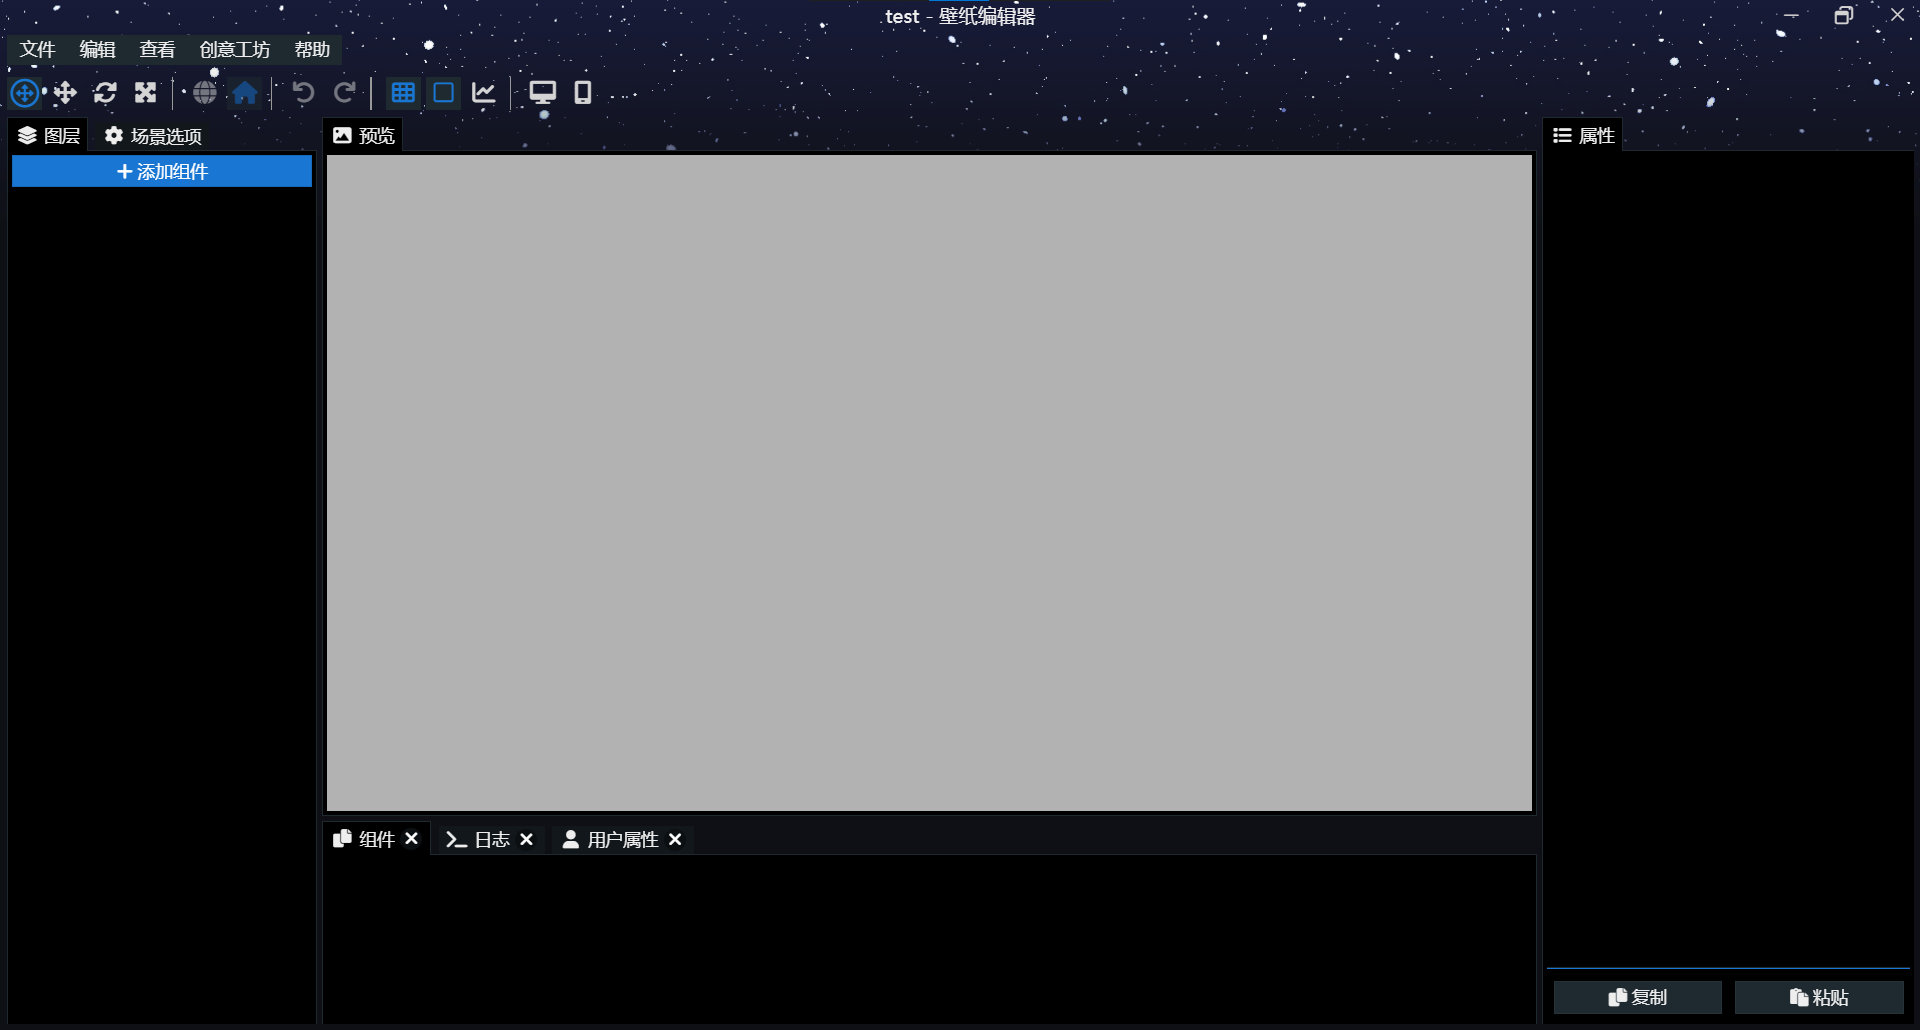 test - 壁纸编辑器
文件 编辑 查看 创意工坊 帮助
图层 场景选项 预览 属性
添加组件
组件 日志 用户属性
复制 粘贴